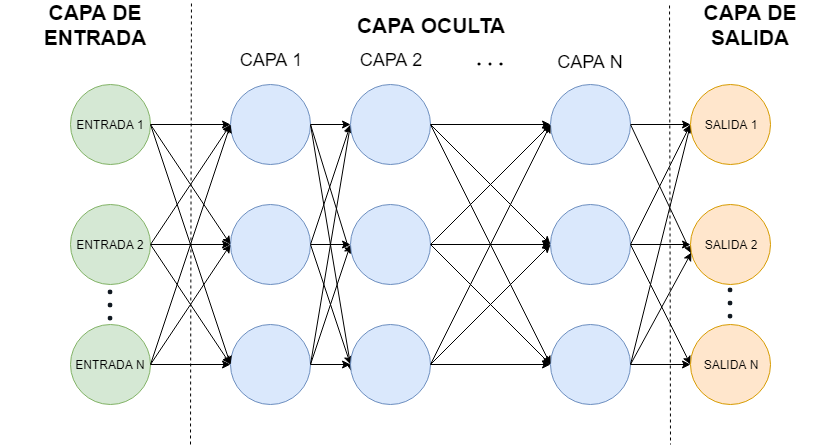 CAPA DE
ENTRADA
CAPA OCULTA
CAPA DE
SALIDA
CAPA 1
CAPA 2
...
CAPA N
ENTRADA 1
SALIDA 1
ENTRADA 2
SALIDA 2
ENTRADA N
SALIDA N